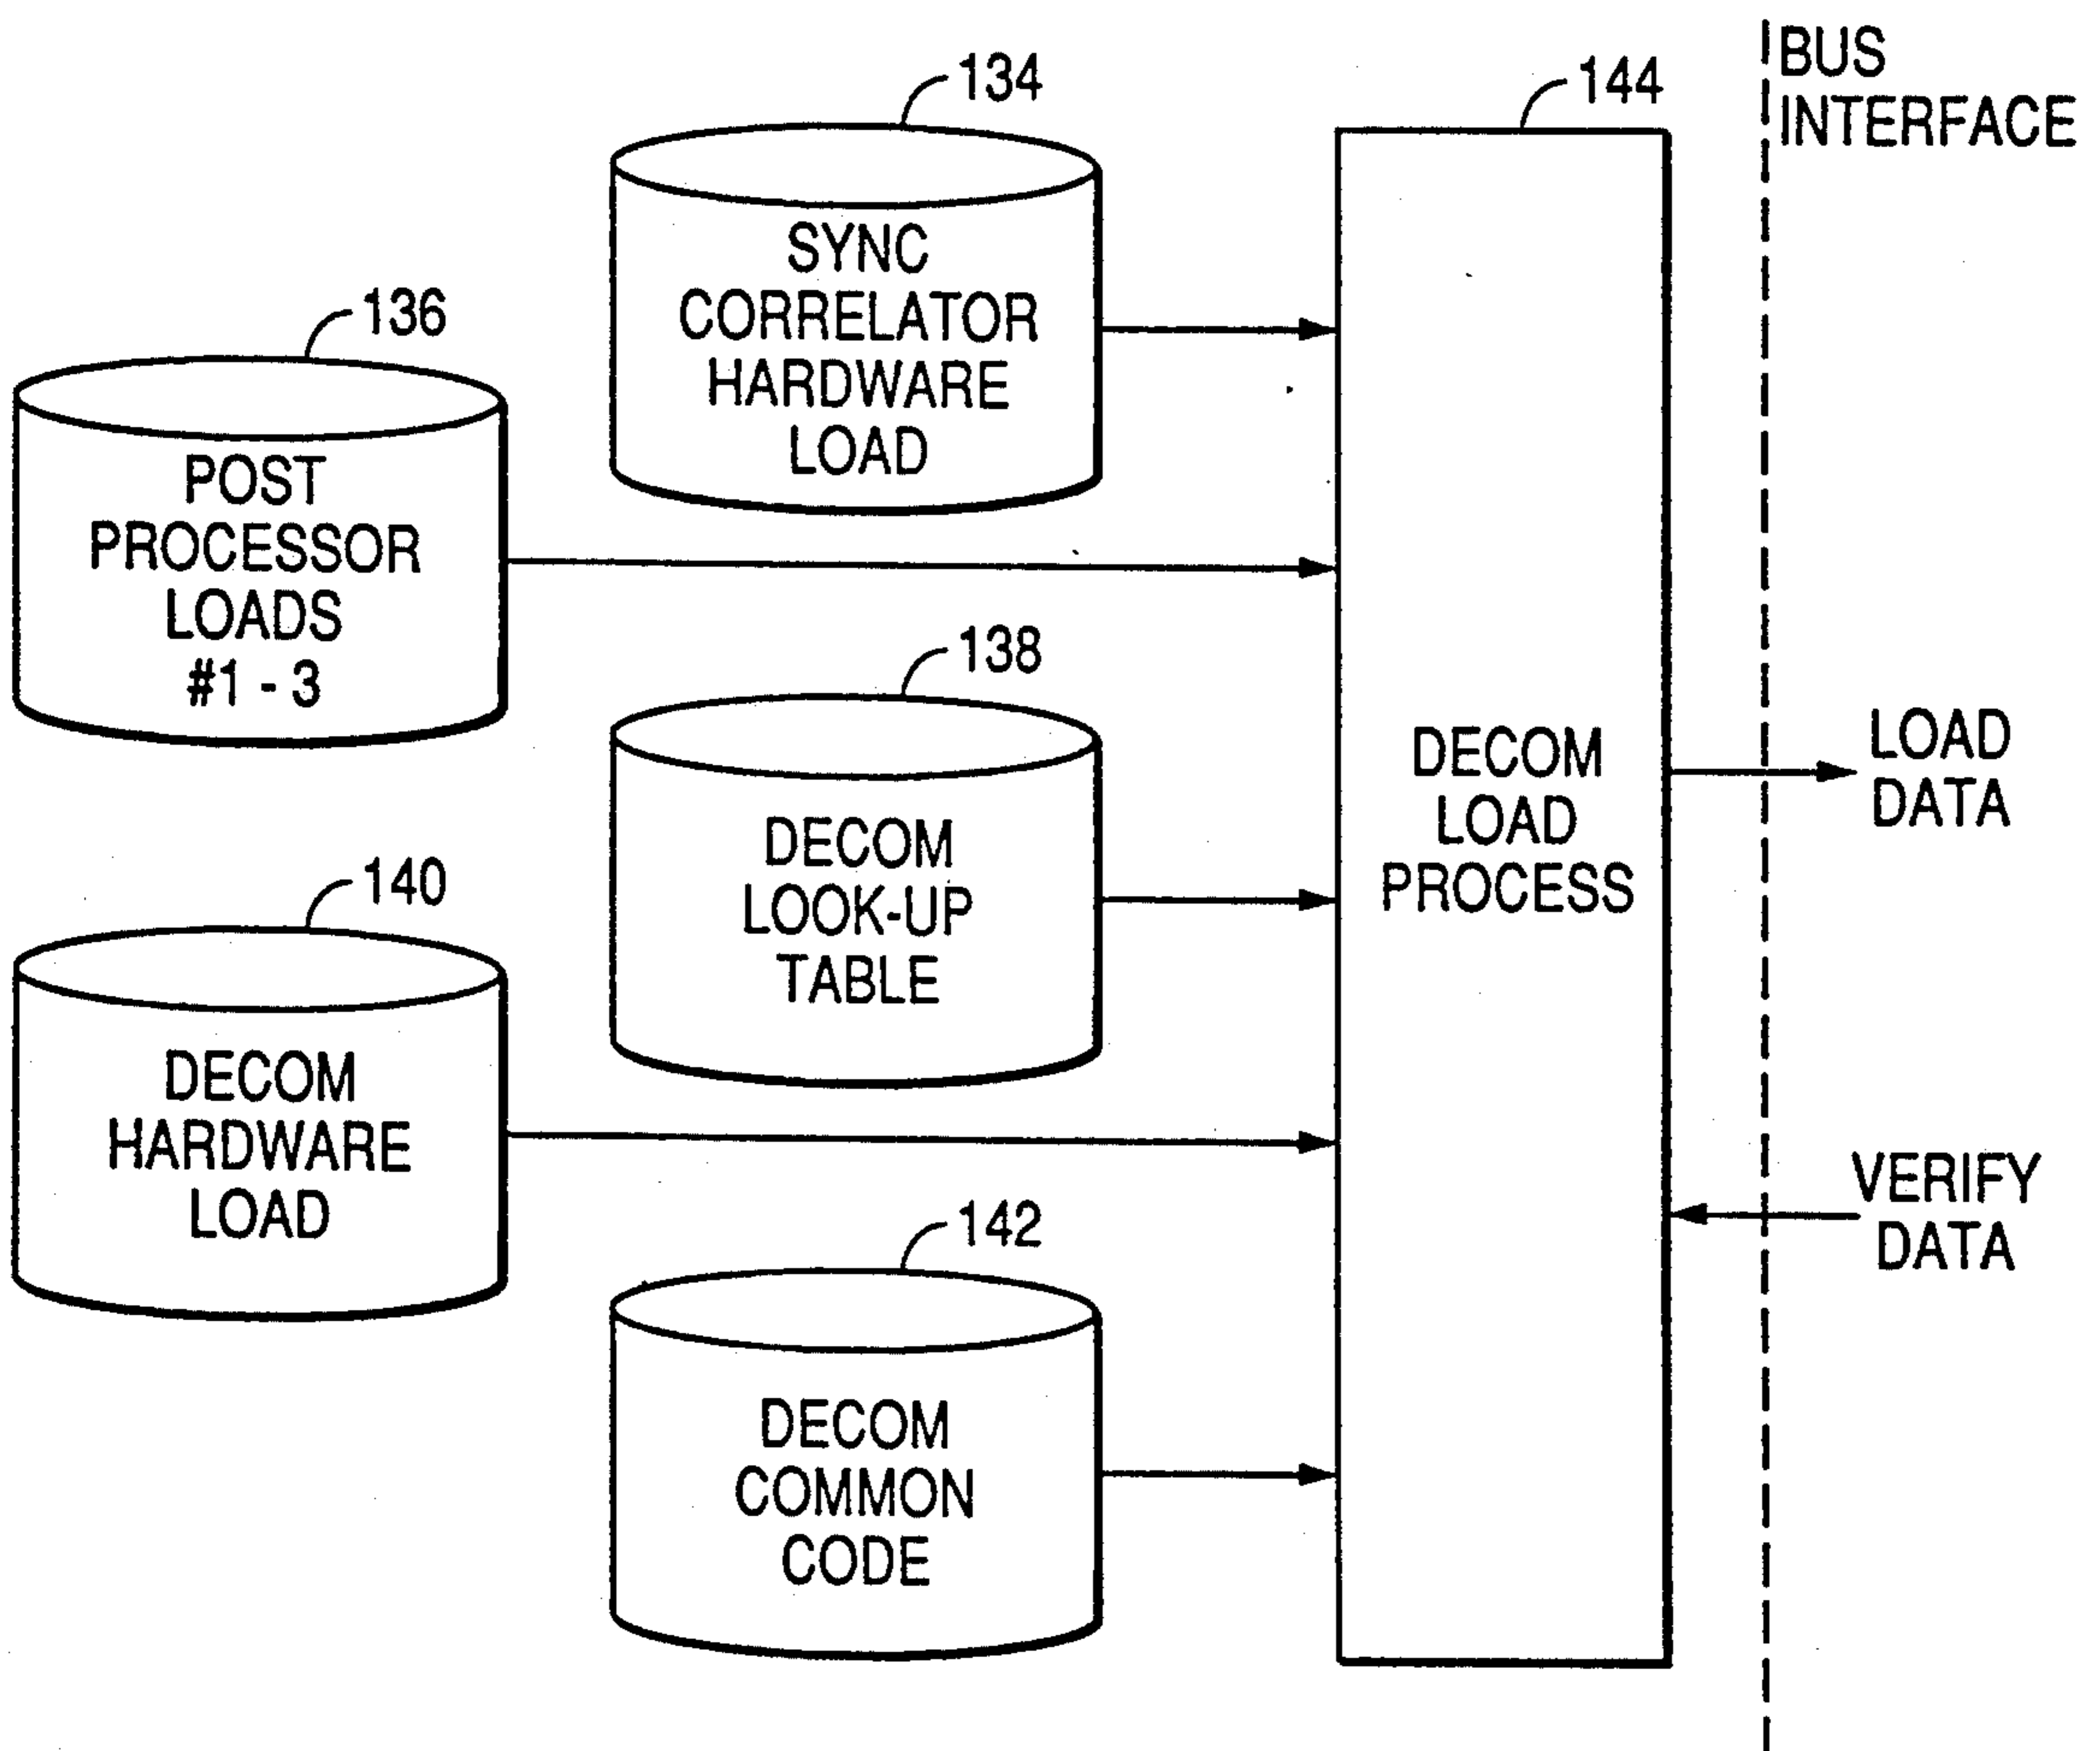 BUS
INTERFACE
134
144
SYNC
CORRELATOR
HARDWARE
LOAD
136
POST
PROCESSOR
LOADS
#1 - 3
138
DECOM
LOOK-UP
TABLE
DECOM
LOAD
PROCESS
LOAD
DATA
140
DECOM
HARDWARE
LOAD
VERIFY
DATA
142
DECOM
COMMON
CODE